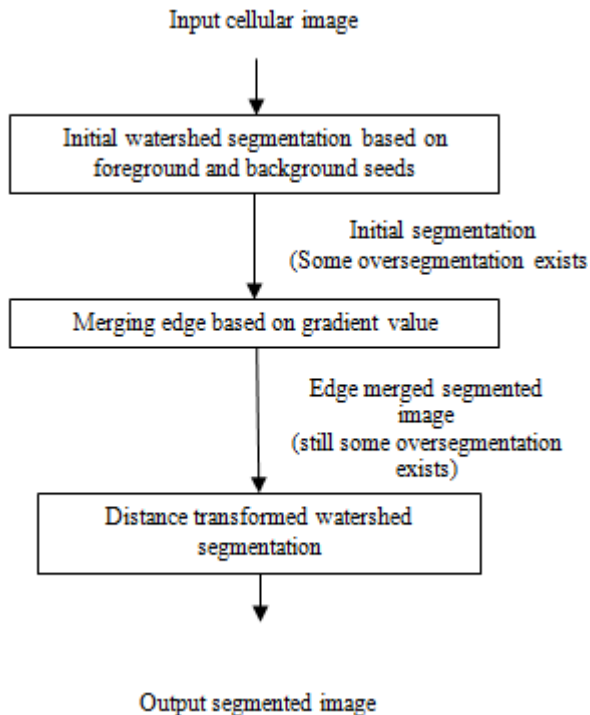 Input cellular image
Initial watershed segmentation based on
foreground and background seeds
Initial segmentation
(Some oversegmentation exists
Merging edge based on gradient value
Edge merged segmented
image
(still some oversegmentation
exists)
Distance transformed watershed
segmentation
Output segmented image